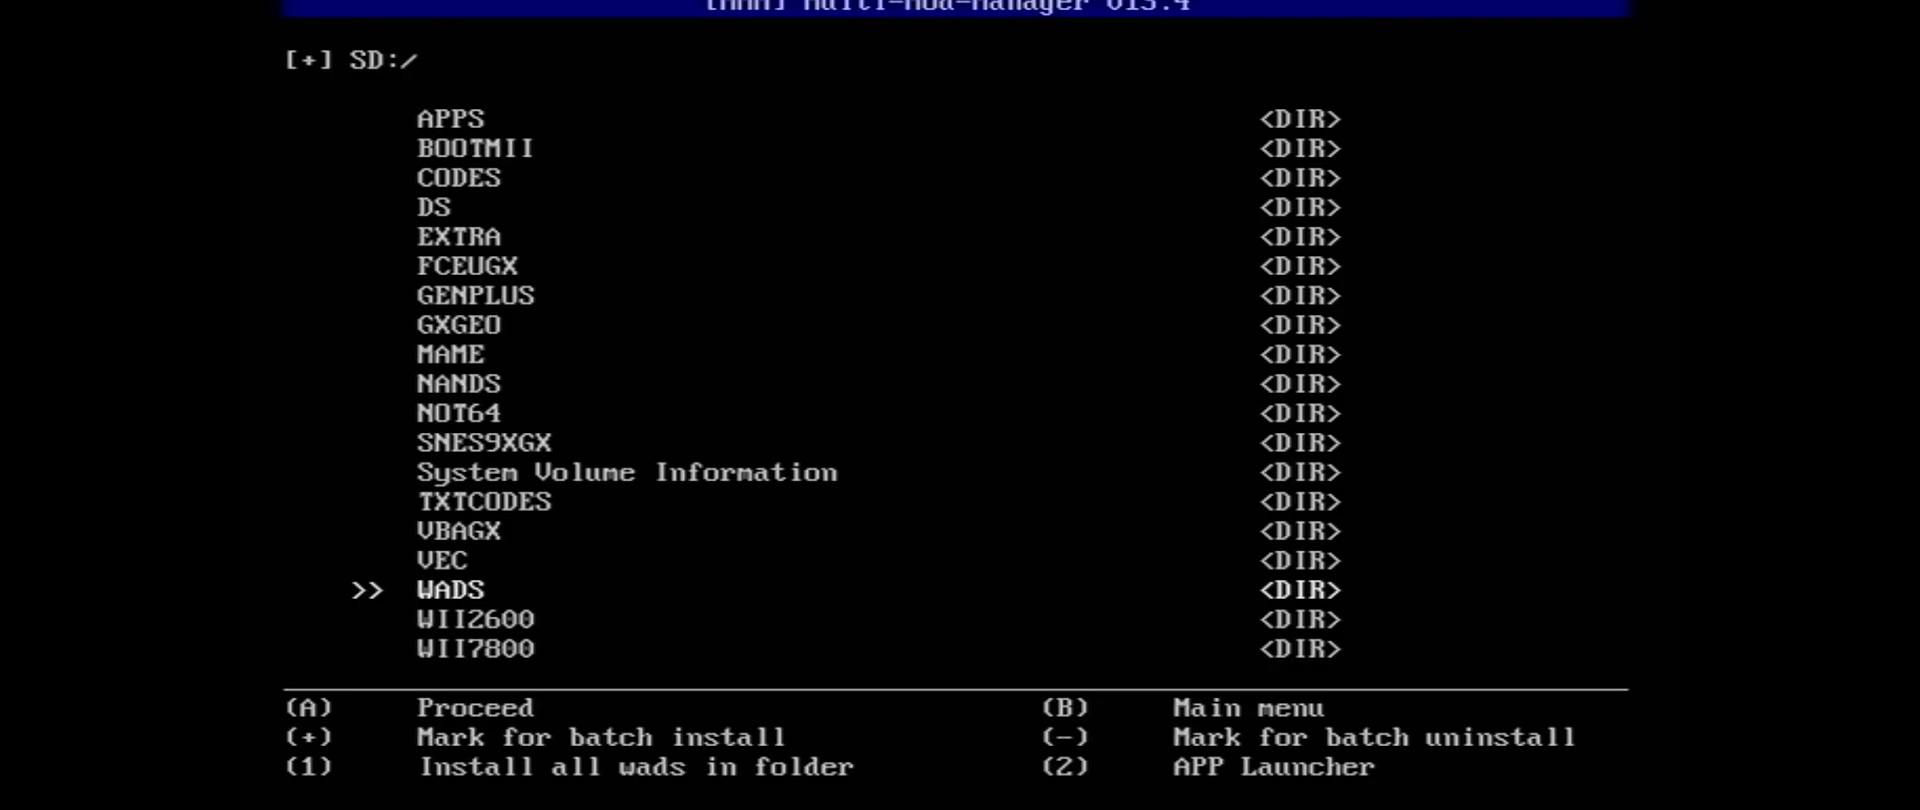 [MMM] Multi-Mod-Manager v13.4
[+] SD:/
APPS <DIR>
BOOTMII <DIR>
CODES <DIR>
DS <DIR>
EXTRA <DIR>
FCEUGX <DIR>
GENPLUS <DIR>
GXGEO <DIR>
MAME <DIR>
NANDS <DIR>
NOT64 <DIR>
SNES9XGX <DIR>
System Volume Information <DIR>
TXTCODES <DIR>
VBAGX <DIR>
VEC <DIR>
>> WADS <DIR>
WII2600 <DIR>
WII7800 <DIR>
(A) Proceed (B) Main menu
(+) Mark for batch install (-) Mark for batch uninstall
(1) Install all wads in folder (2) APP Launcher